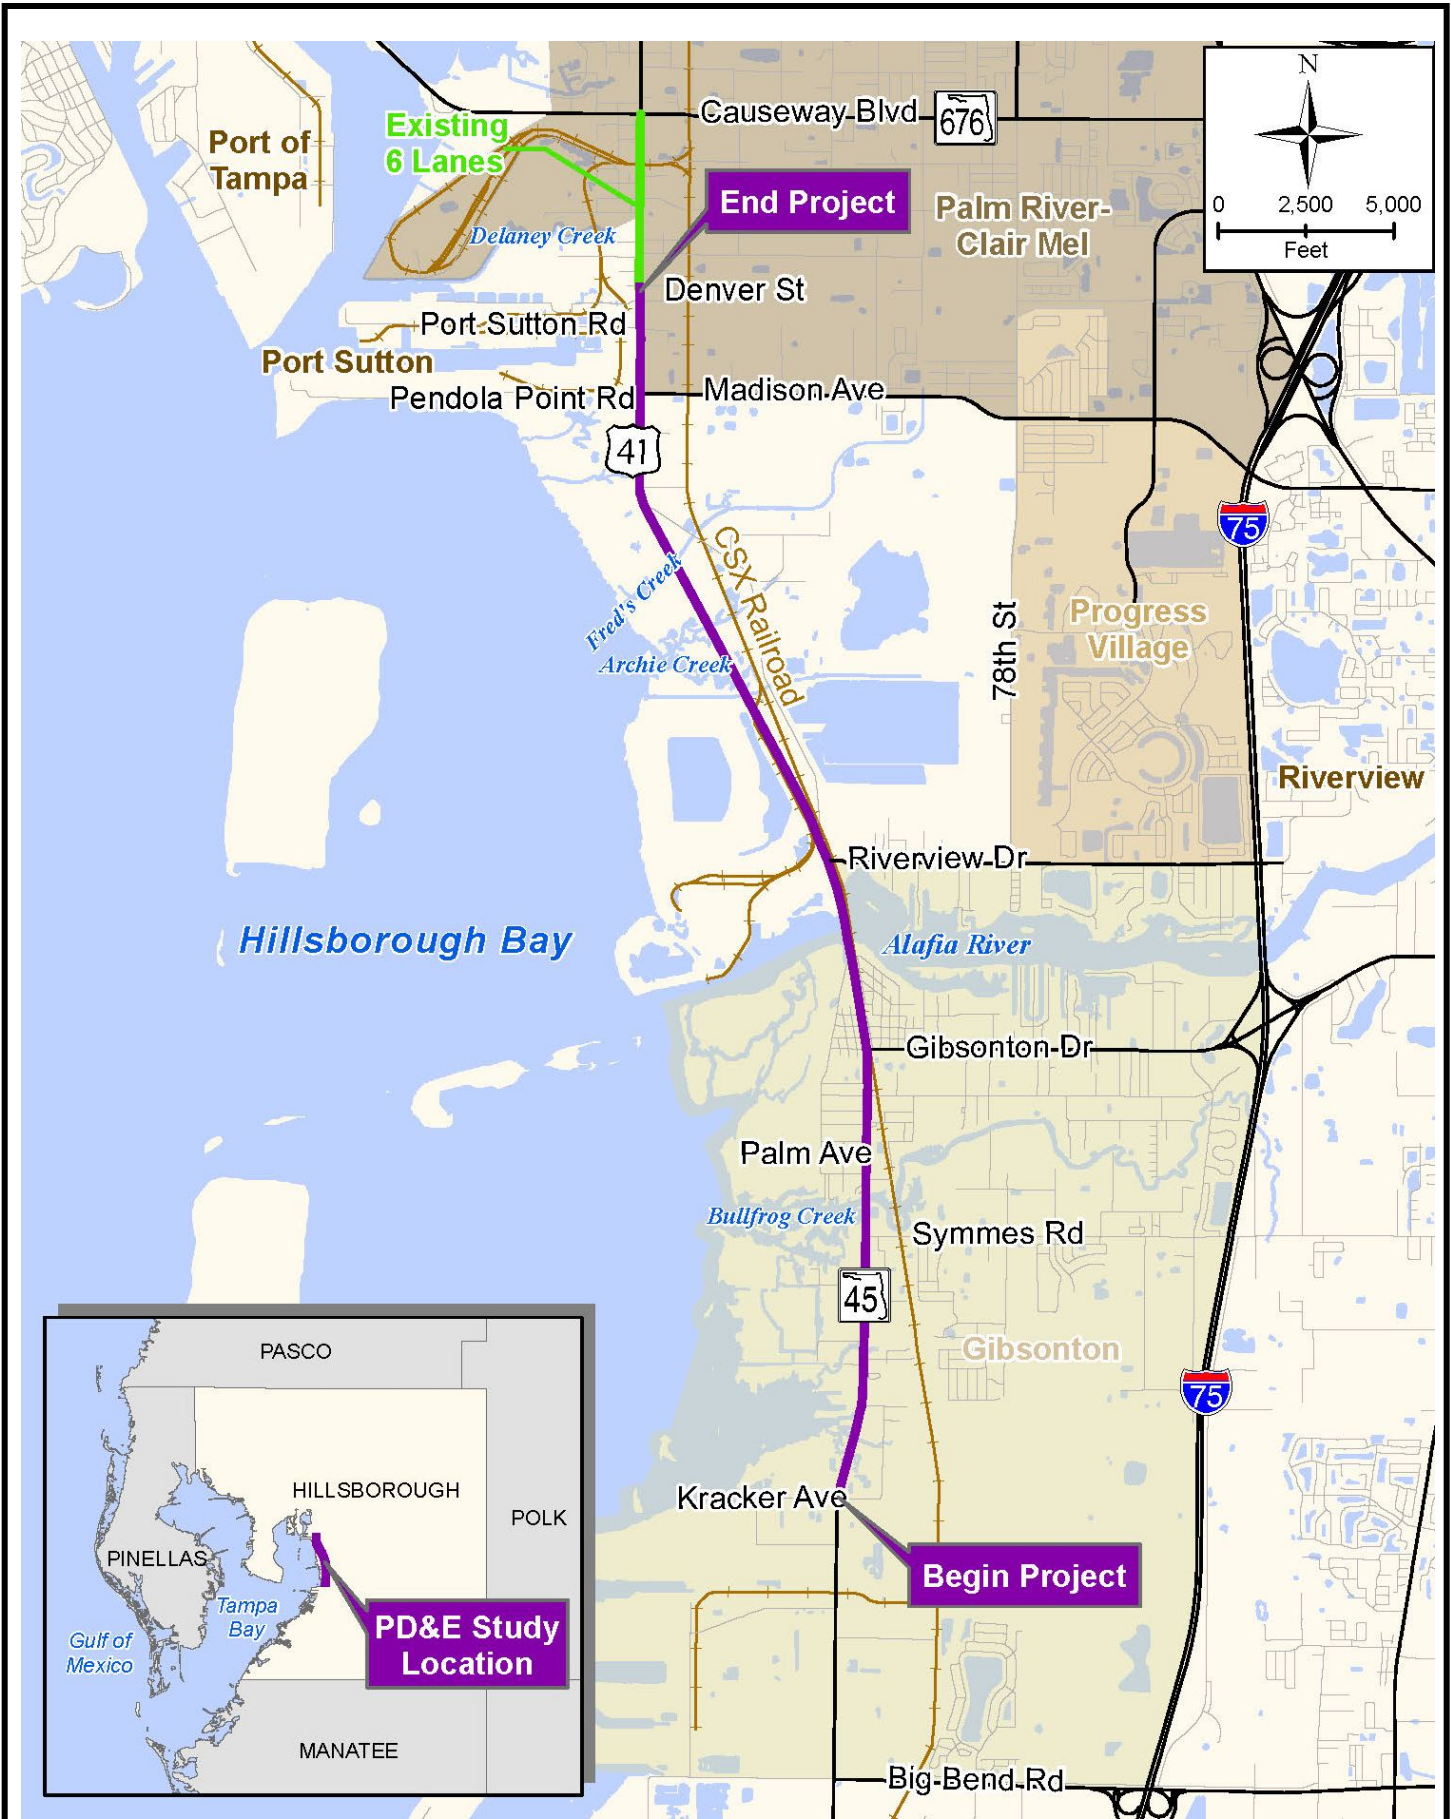 N
0 2,500 5,000
Feet
Causeway Blvd
676
Existing
6 Lanes
Port of
Tampa
End Project
Palm River-
Clair Mel
Delaney Creek
Denver St
Port Sutton Rd
Port Sutton
Pendola Point Rd
Madison Ave
41
75
CSX Railroad
Fred's Creek
Archie Creek
78th St
Progress
Village
Riverview
Riverview Dr
Hillsborough Bay
Alafia River
Gibsonton Dr
Palm Ave
Bullfrog Creek
Symmes Rd
45
Gibsonton
75
Kracker Ave
Begin Project
Big Bend Rd
PASCO
HILLSBOROUGH
POLK
PINELLAS
Tampa
Bay
Gulf of
Mexico
PD&E Study
Location
MANATEE